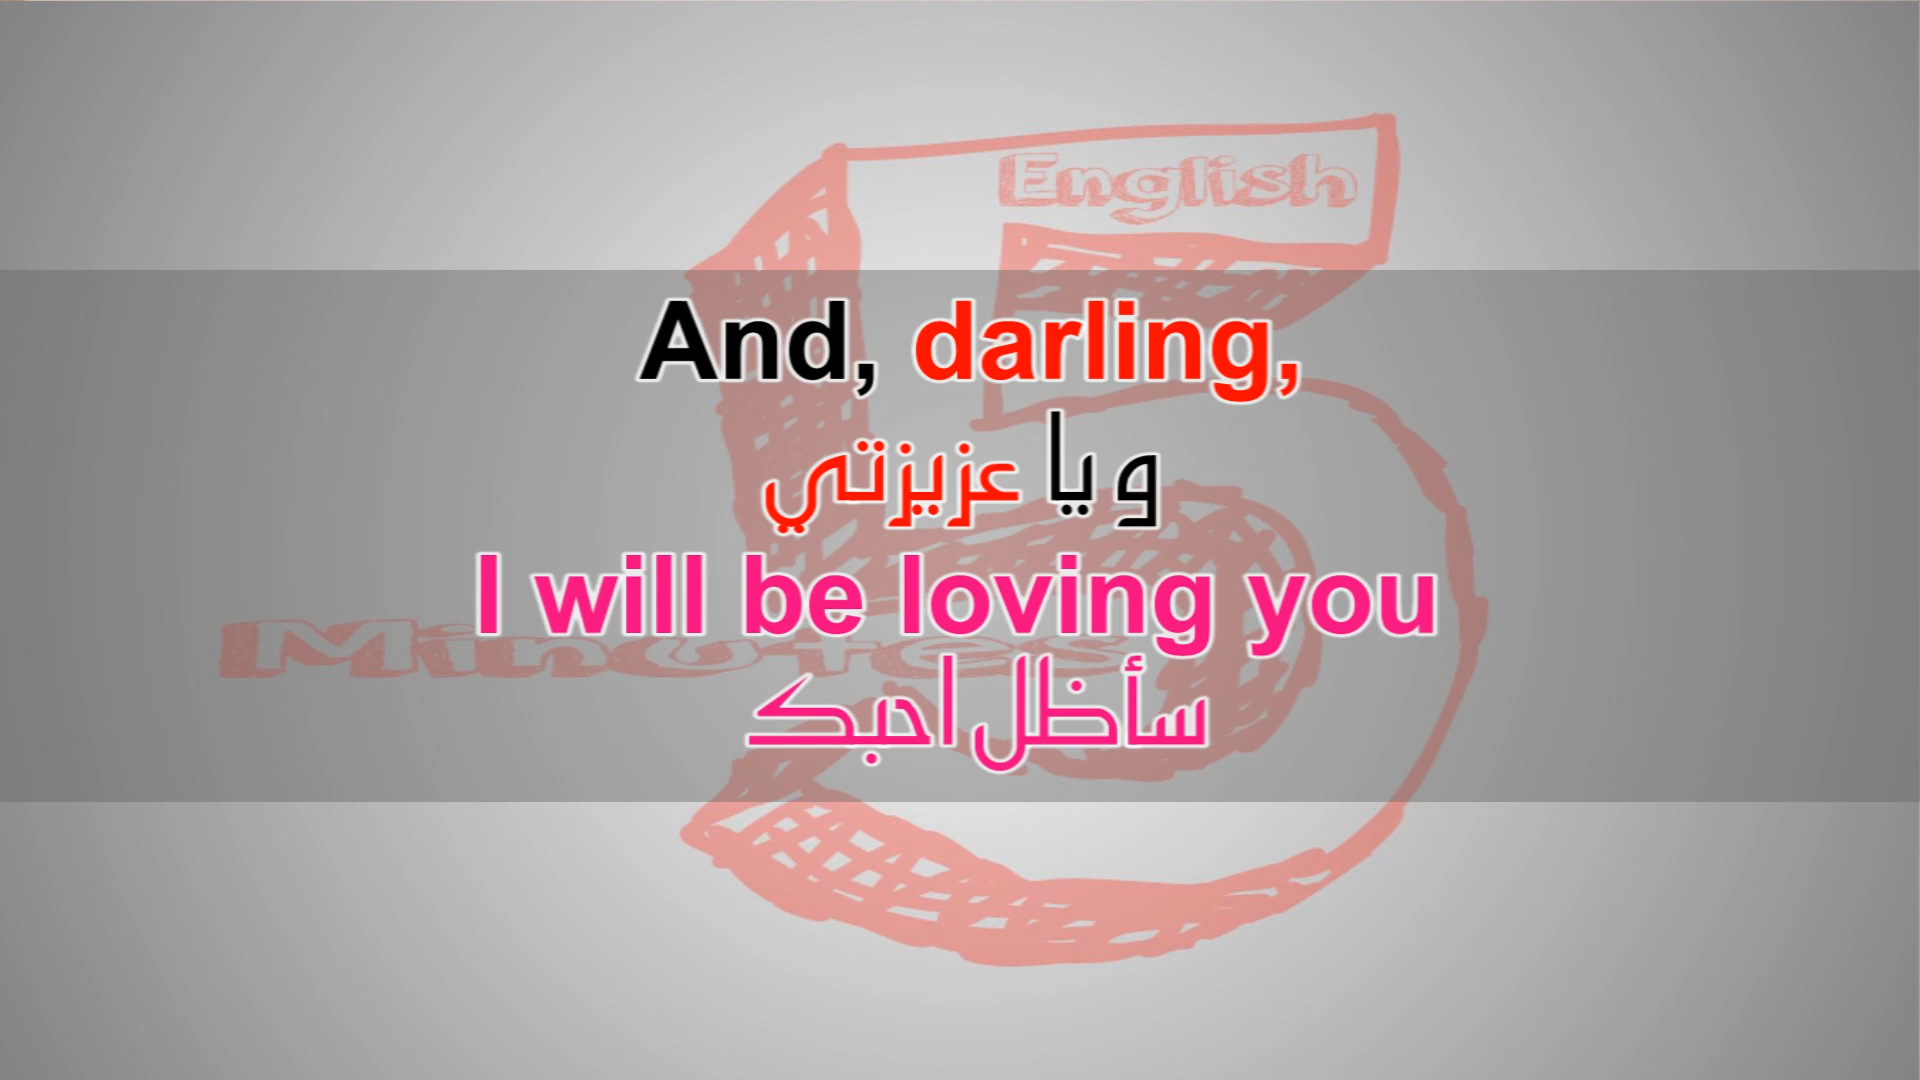 English
And, darling,
و يا عزيزتي
I will be loving you
Minutes
سأظل احبك